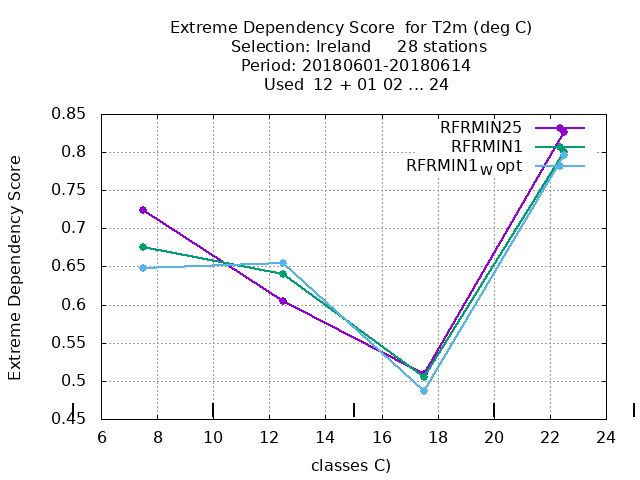 Extreme Dependency Score  for T2m (deg C)
Selection: Ireland     28 stations
Period: 20180601-20180614
Used  12 + 01 02 ... 24
Extreme Dependency Score
0.85
0.8
0.75
0.7
0.65
0.6
0.55
0.5
0.45
RFRMIN25
RFRMIN1
RFRMIN1W opt
6 8 10 12 14 16 18 20 22 24
classes C)